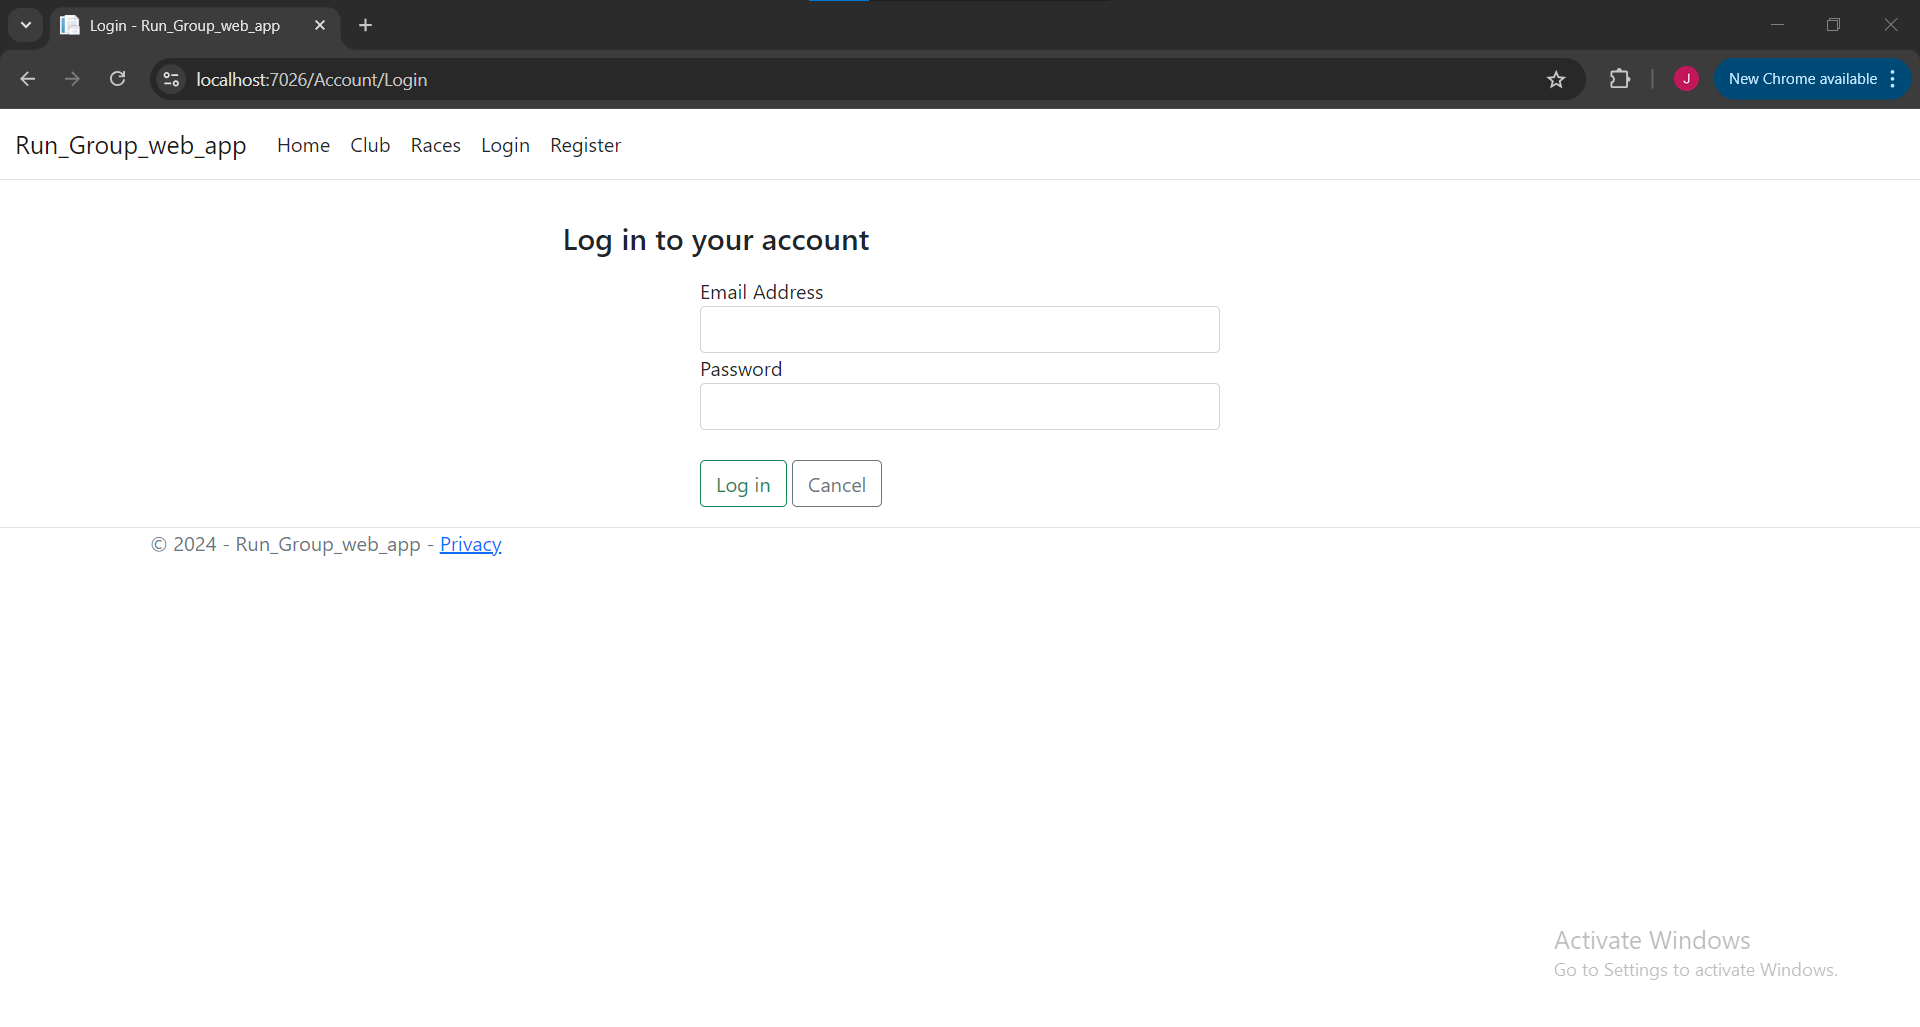 Login - Run_Group_web_app
localhost:7026/Account/Login
J
New Chrome available
Run_Group_web_app Home Club Races Login Register
Log in to your account
Email Address
Password
Log in Cancel
© 2024 - Run_Group_web_app - Privacy
Activate Windows
Go to Settings to activate Windows.